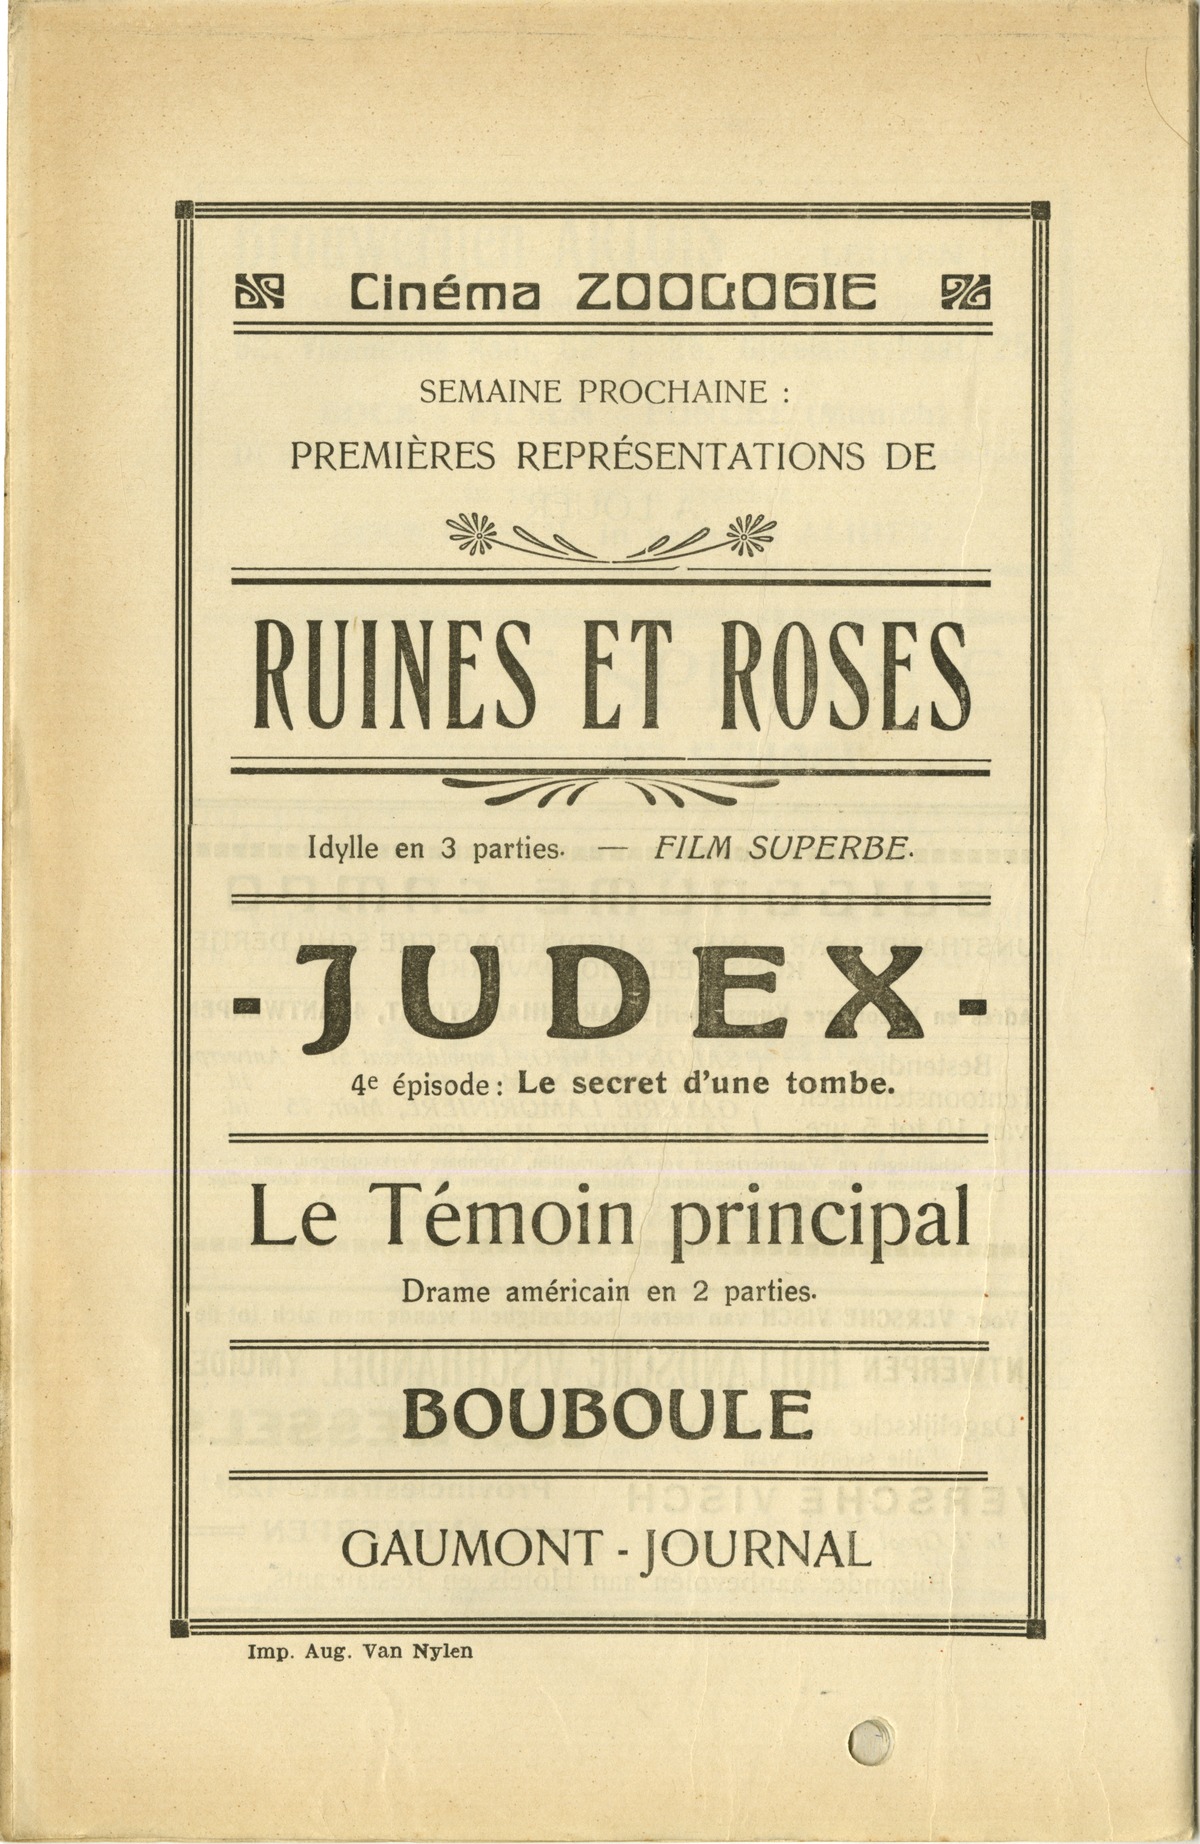 Cinéma ZOOLOGIE
SEMAINE PROCHAINE :
PREMIÈRES REPRÉSENTATIONS DE
RUINES ET ROSES
Idylle en 3 parties. — FILM SUPERBE.
- JUDEX -
4e épisode : Le secret d'une tombe.
Le Témoin principal
Drame américain en 2 parties.
BOUBOULE
GAUMONT - JOURNAL
Imp. Aug. Van Nylen